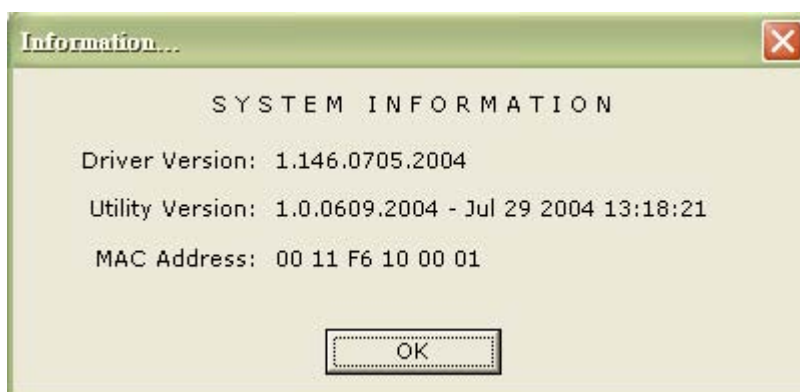 Information...
SYSTEM INFORMATION
Driver Version: 1.146.0705.2004
Utility Version: 1.0.0609.2004 - Jul 29 2004 13:18:21
MAC Address: 00 11 F6 10 00 01
OK